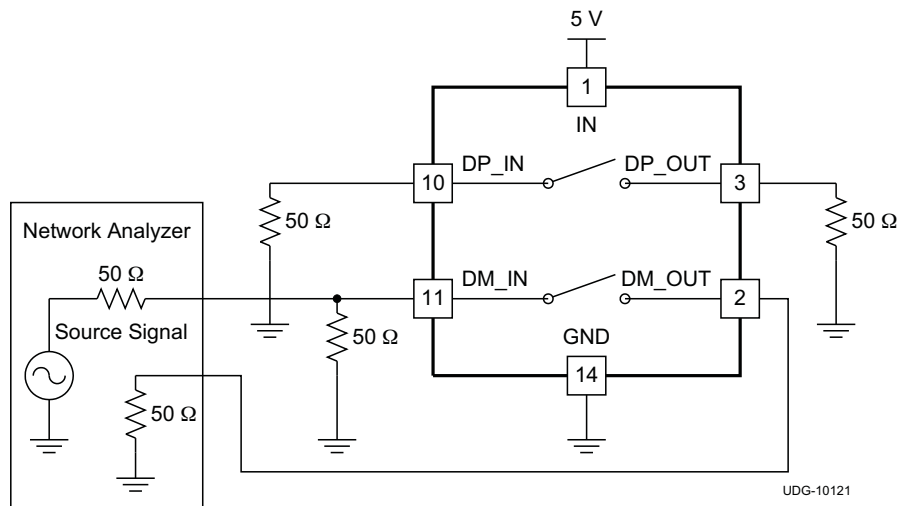 5 V
1
IN
DP_IN
DP_OUT
10
3
50 Ω
50 Ω
Network Analyzer
50 Ω
DM_IN
DM_OUT
11
2
Source Signal
50 Ω
GND
14
50 Ω
UDG-10121